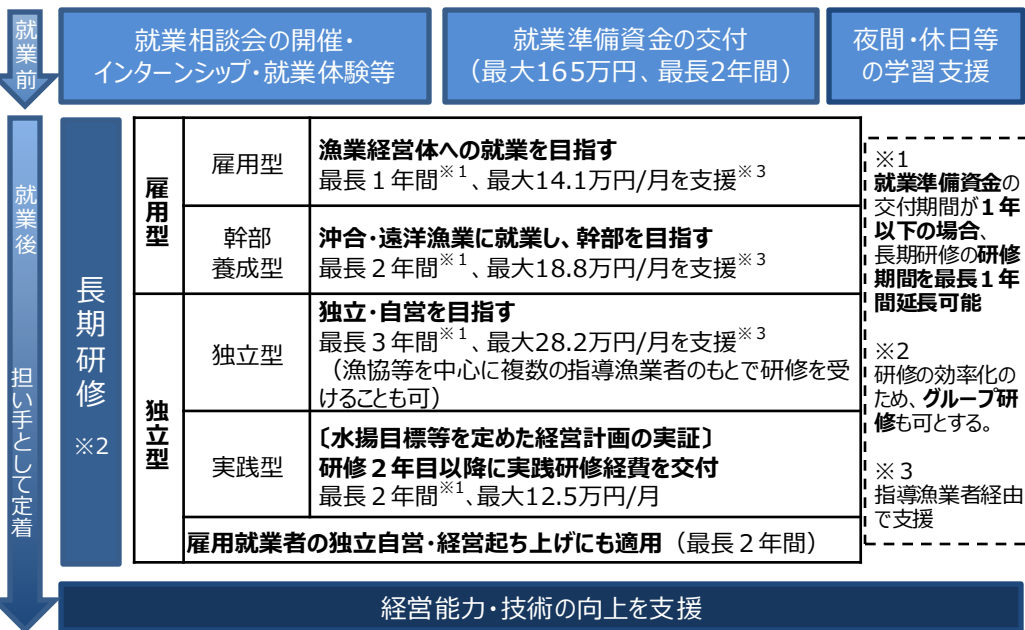 就業前
就業相談会の開催・
インターンシップ・就業体験等
就業準備資金の交付
（最大165万円、最長2年間）
夜間・休日等
の学習支援
就業後
担い手として定着
長期研修
※2
雇用型
雇用型
漁業経営体への就業を目指す
最長１年間※1、最大14.1万円/月を支援※3
幹部
養成型
沖合・遠洋漁業に就業し、幹部を目指す
最長２年間※1、最大18.8万円/月を支援※3
独立型
独立型
独立・自営を目指す
最長３年間※1、最大28.2万円/月を支援※3
（漁協等を中心に複数の指導漁業者のもとで研修を受
けることも可）
実践型
〔水揚目標等を定めた経営計画の実証〕
研修２年目以降に実践研修経費を交付
最長２年間※1、最大12.5万円/月
雇用就業者の独立自営・経営起ち上げにも適用（最長２年間）
※1
就業準備資金の
交付期間が１年
以下の場合、
長期研修の研修
期間を最長１年
間延長可能
※2
研修の効率化の
ため、グループ研
修も可とする。
※３
指導漁業者経由
で支援
経営能力・技術の向上を支援